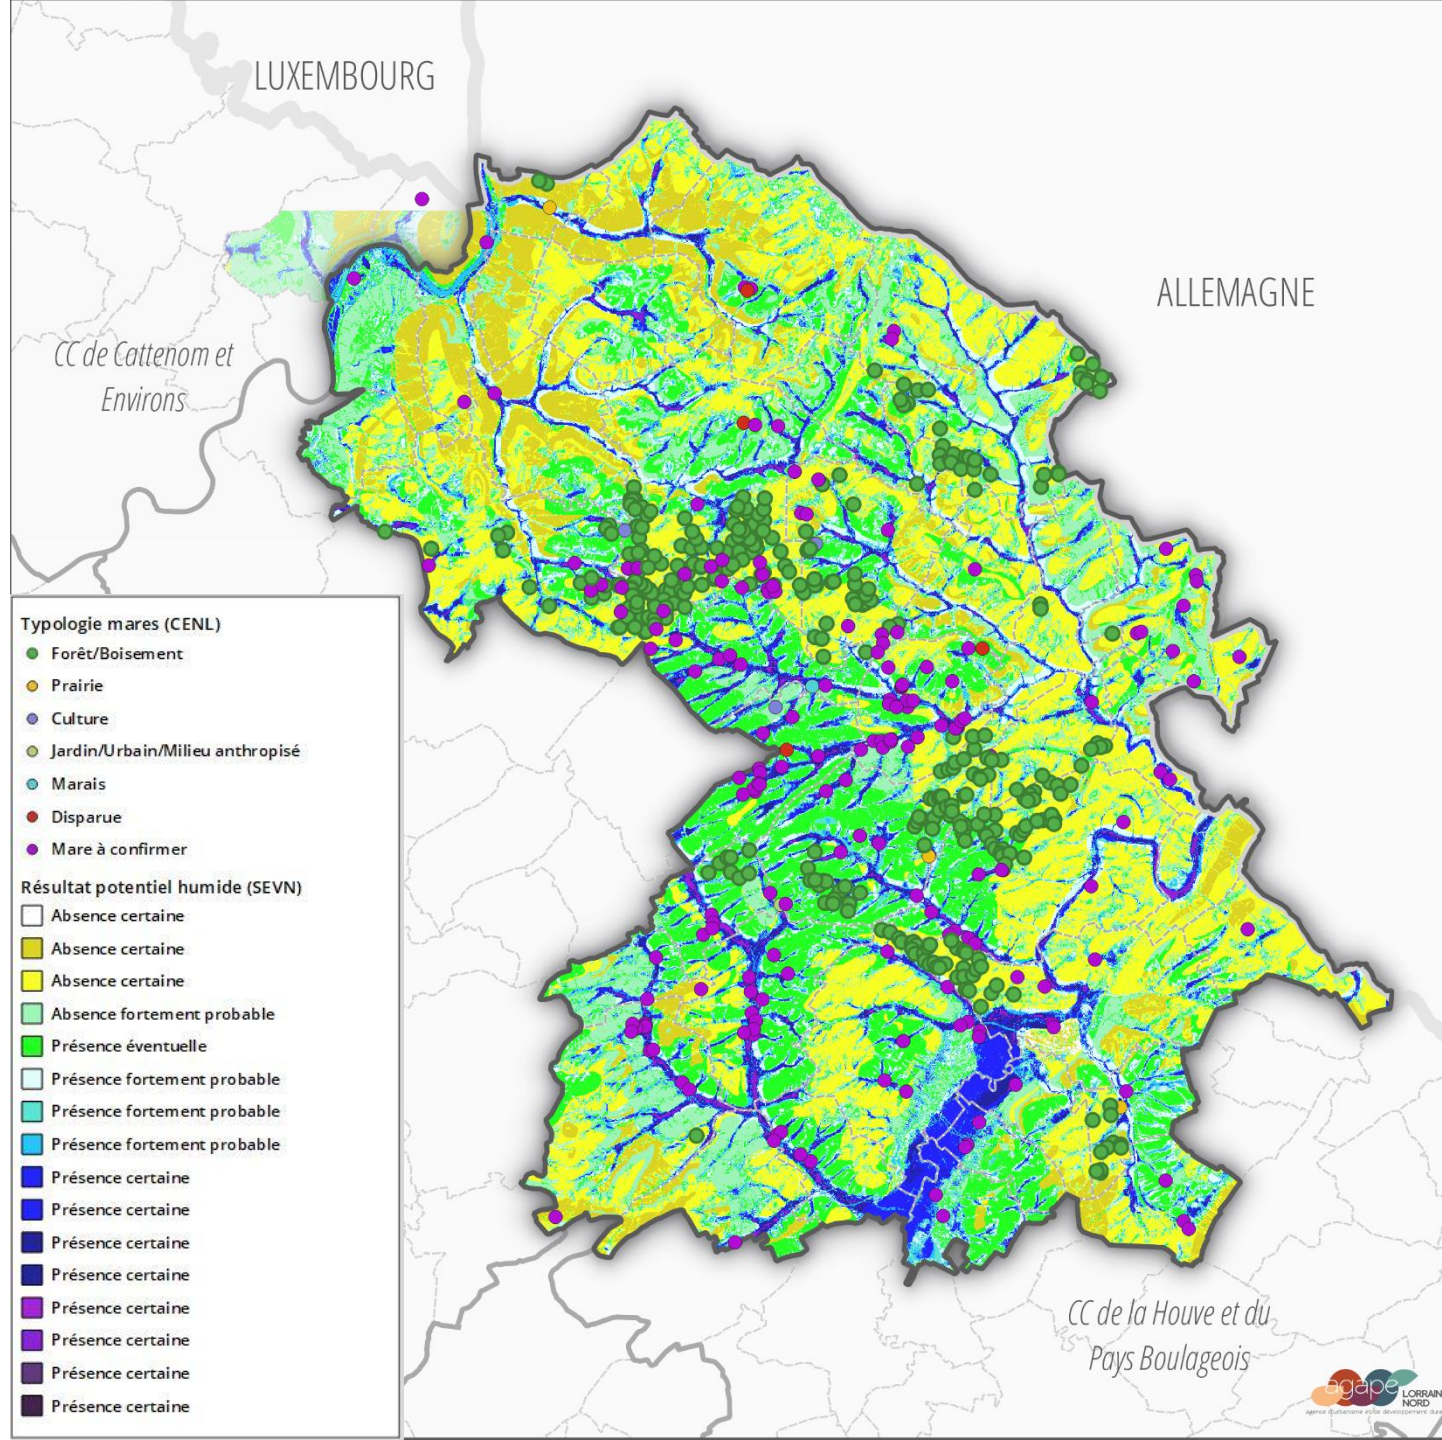 LUXEMBOURG
ALLEMAGNE
CC de Cattenom et
Environs
Typologie mares (CENL)
Forêt/Boisement
Prairie
Culture
Jardin/Urbain/Milieu anthropisé
Marais
Disparue
Mare à confirmer
Résultat potentiel humide (SEVN)
Absence certaine
Absence certaine
Absence certaine
Absence fortement probable
Présence éventuelle
Présence fortement probable
Présence fortement probable
Présence fortement probable
Présence certaine
Présence certaine
Présence certaine
Présence certaine
Présence certaine
Présence certaine
Présence certaine
Présence certaine
CC de la Houve et du
Pays Boulageois
agape
LORRAIN
NORD